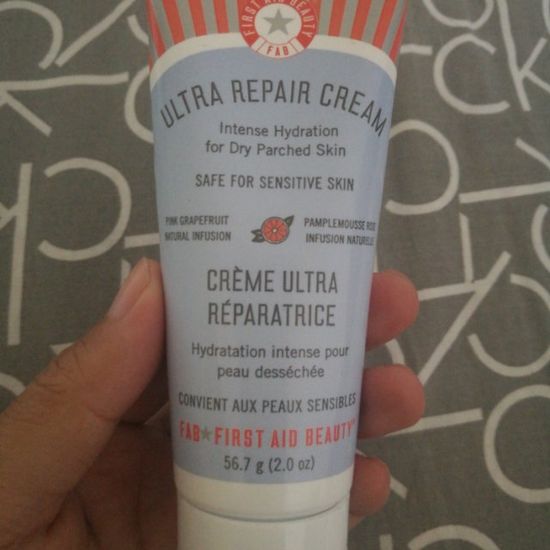 FIRST AID BEAUTY
FAB
ULTRA REPAIR CREAM
Intense Hydration
for Dry Parched Skin
SAFE FOR SENSITIVE SKIN
PINK GRAPEFRUIT
NATURAL INFUSION
PAMPLEMOUSSE ROSE
INFUSION NATURELLE
CRÈME ULTRA
RÉPARATRICE
Hydratation intense pour
peau desséchée
CONVIENT AUX PEAUX SENSIBLES
FAB★FIRST AID BEAUTY®
56.7 g (2.0 oz)